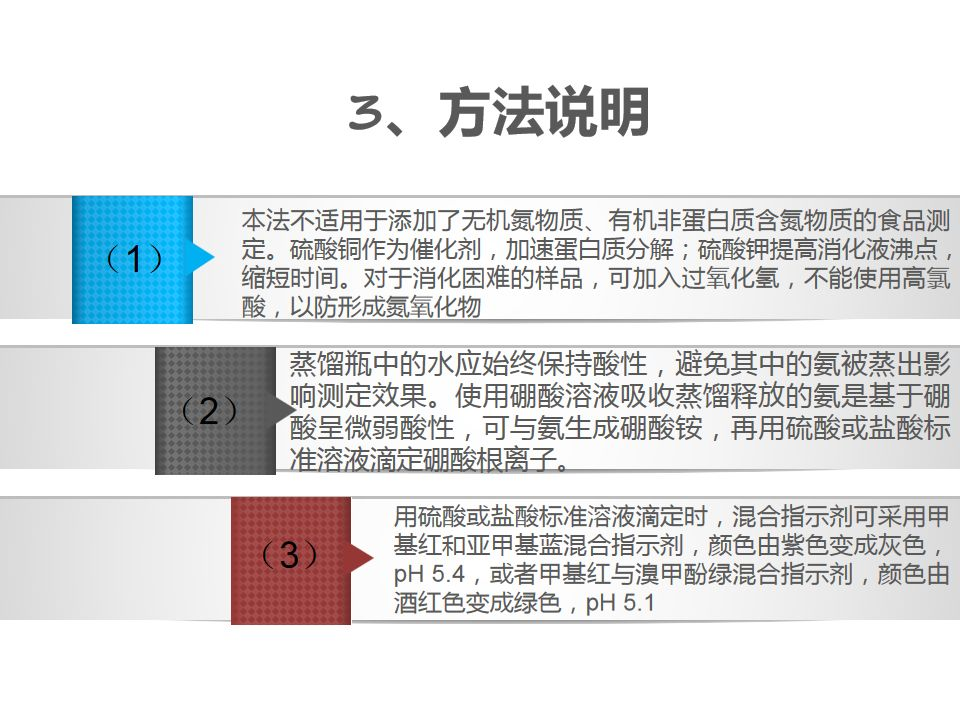 3、方法说明
（1）
本法不适用于添加了无机氮物质、有机非蛋白质含氮物质的食品测
定。硫酸铜作为催化剂，加速蛋白质分解；硫酸钾提高消化液沸点，
缩短时间。对于消化困难的样品，可加入过氧化氢，不能使用高氯
酸，以防形成氮氧化物
（2）
蒸馏瓶中的水应始终保持酸性，避免其中的氨被蒸出影
响测定效果。使用硼酸溶液吸收蒸馏释放的氨是基于硼
酸呈微弱酸性，可与氨生成硼酸铵，再用硫酸或盐酸标
准溶液滴定硼酸根离子。
（3）
用硫酸或盐酸标准溶液滴定时，混合指示剂可采用甲
基红和亚甲基蓝混合指示剂，颜色由紫色变成灰色，
pH 5.4，或者甲基红与溴甲酚绿混合指示剂，颜色由
酒红色变成绿色，pH 5.1